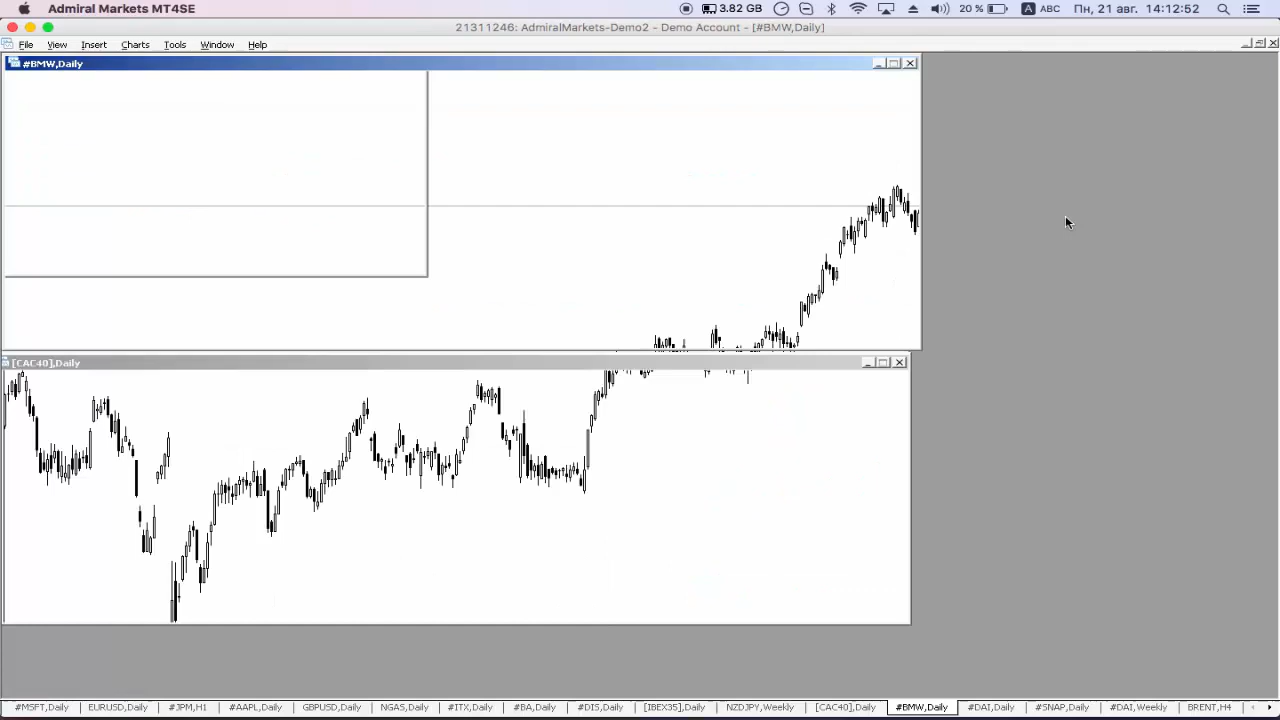 Admiral Markets MT4SE 3.82 GB 20 % A ABC Пн, 21 авг. 14:12:52
21311246: AdmiralMarkets-Demo2 - Demo Account - [#BMW,Daily]
File View Insert Charts Tools Window Help
#BMW,Daily
[CAC40],Daily
#MSFT,Daily EURUSD,Daily #JPM,H1 #AAPL,Daily GBPUSD,Daily NGAS,Daily #ITX,Daily #BA,Daily #DIS,Daily [IBEX35],Daily NZDJPY,Weekly [CAC40],Daily #BMW,Daily #DAI,Daily #SNAP,Daily #DAI,Weekly BRENT,H4